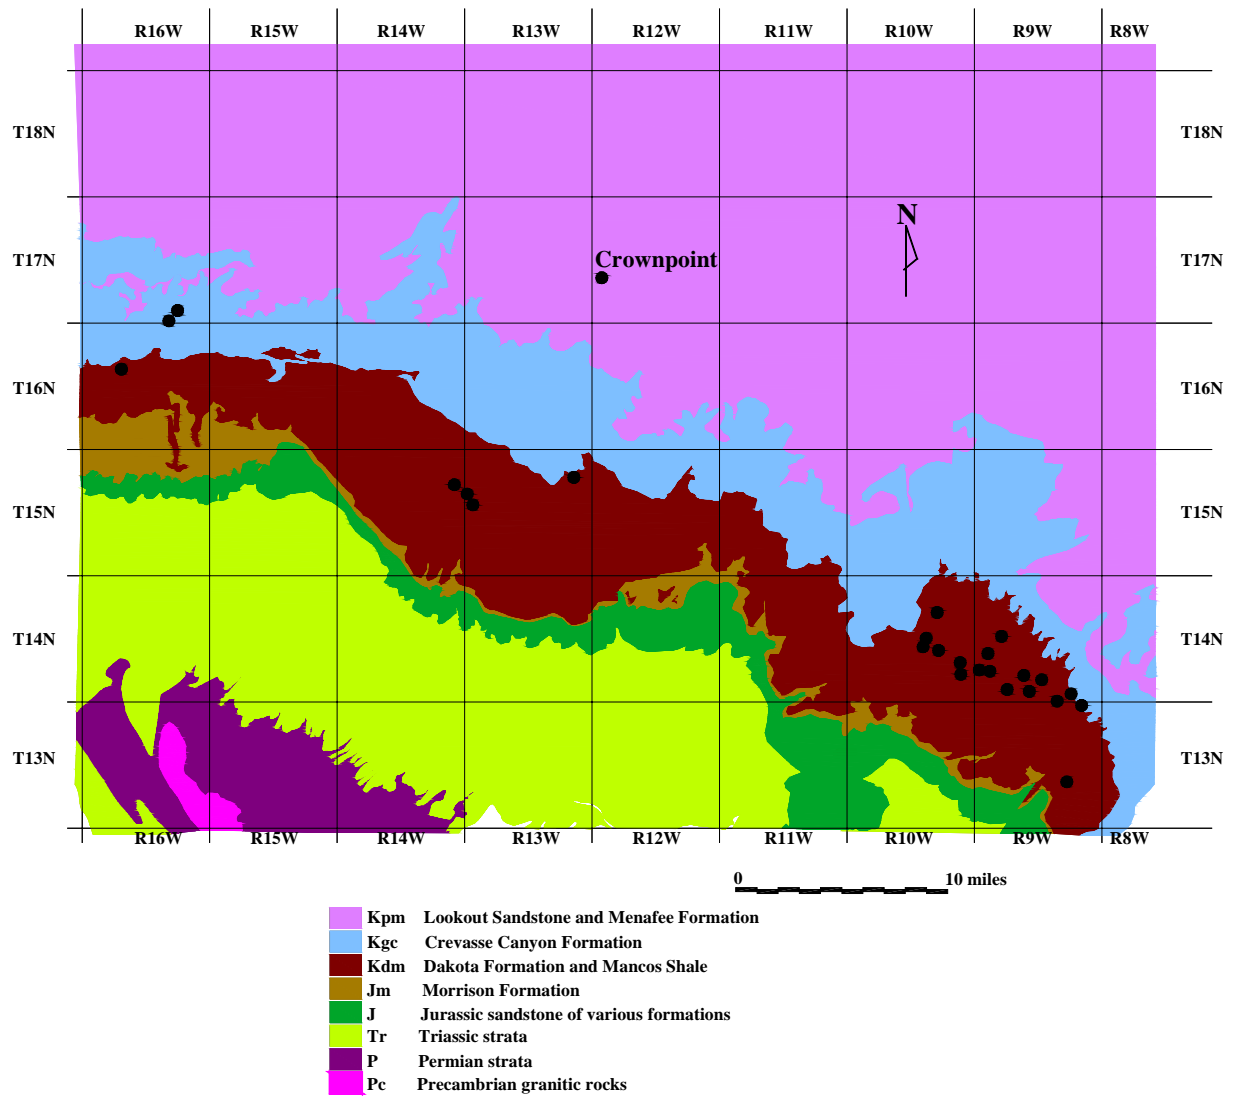 R16W R15W R14W R13W R12W R11W R10W R9W R8W
T18N T18N
N
T17N Crownpoint T17N
T16N T16N
T15N T15N
T14N T14N
T13N T13N
R16W R15W R14W R13W R12W R11W R10W R9W R8W
0 10 miles
Kpm Lookout Sandstone and Menafee Formation
Kgc Crevasse Canyon Formation
Kdm Dakota Formation and Mancos Shale
Jm Morrison Formation
J Jurassic sandstone of various formations
Tr Triassic strata
P Permian strata
Pc Precambrian granitic rocks